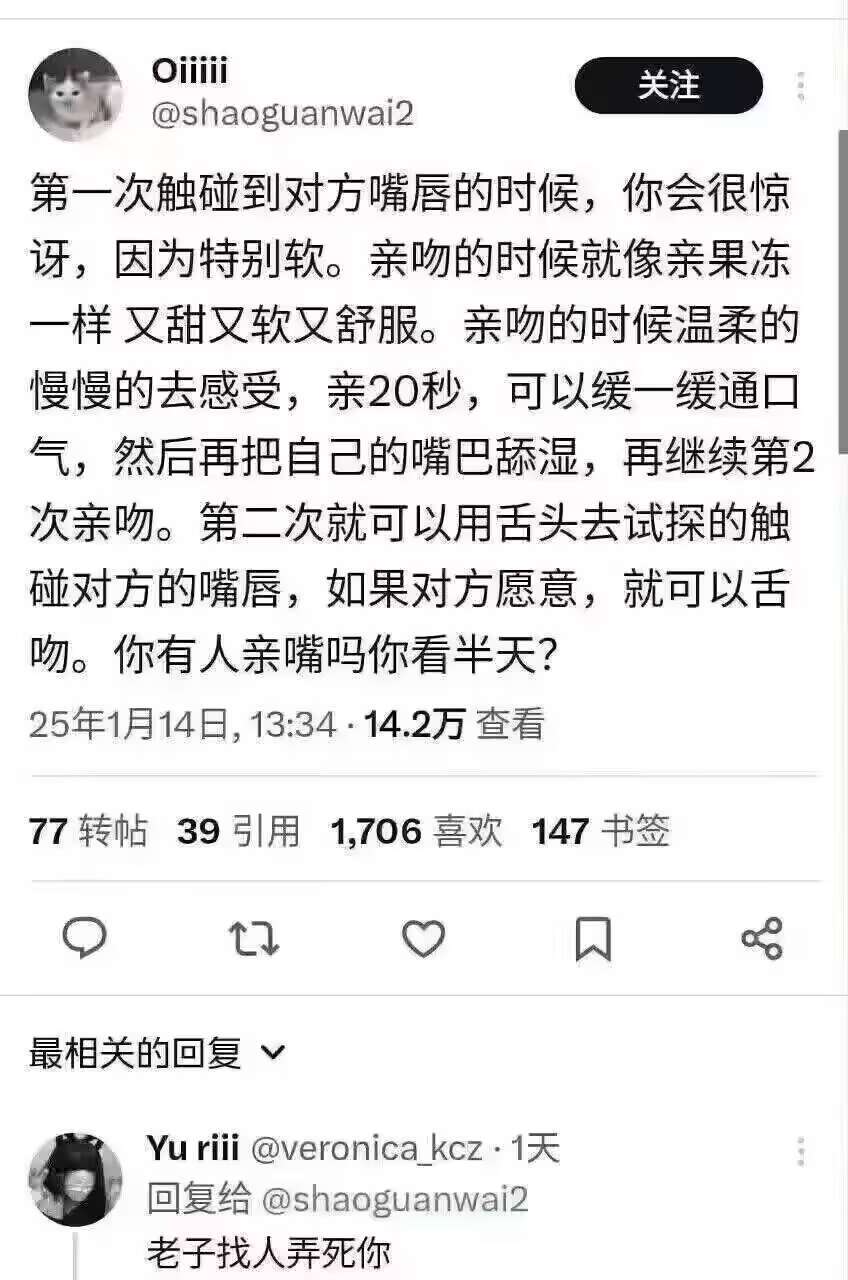 Oiiiii
关注
@shaoguanwai2
第一次触碰到对方嘴唇的时候，你会很惊
讶，因为特别软。亲吻的时候就像亲果冻
一样 又甜又软又舒服。亲吻的时候温柔的
慢慢的去感受，亲20秒，可以缓一缓通口
气，然后再把自己的嘴巴舔湿，再继续第2
次亲吻。第二次就可以用舌头去试探的触
碰对方的嘴唇，如果对方愿意，就可以舌
吻。你有人亲嘴吗你看半天？
25年1月14日, 13:34 · 14.2万 查看
77 转帖 39 引用 1,706 喜欢 147 书签
最相关的回复
Yu riii @veronica_kcz · 1天
回复给 @shaoguanwai2
老子找人弄死你